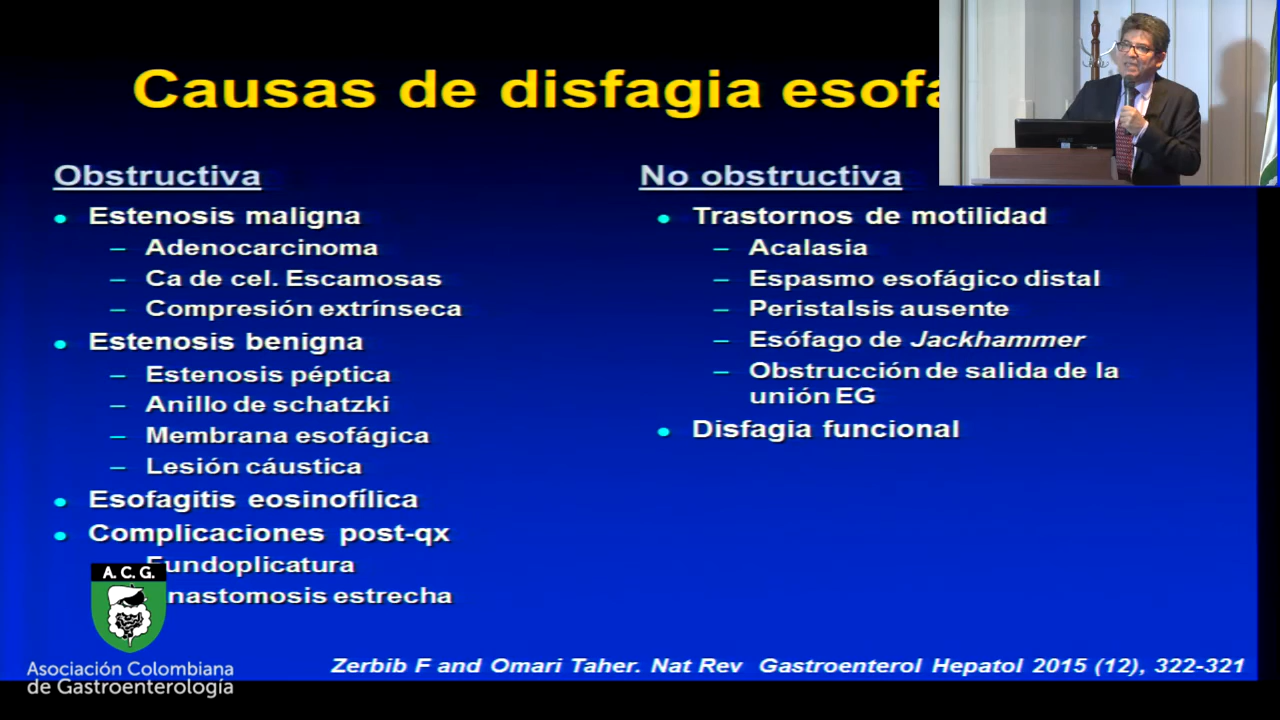 Causas de disfagia
Obstructiva
• Estenosis maligna
– Adenocarcinoma
– Ca de cel. Escamosas
– Compresión extrínseca
• Estenosis benigna
– Estenosis péptica
– Anillo de schatzki
– Membrana esofágica
– Lesión cáustica
• Esofagitis eosinofílica
• Complicaciones post-qx
Fundoplicatura
estrecha
No obstructiva
• Trastornos de motilidad
– Acalasia
– Espasmo esofágico distal
– Peristalsis ausente
– Esófago de Jackhammer
– Obstrucción de salida de la
unión EG
• Disfagia funcional
A. C. G.
Asociación Colombiana
de Gastroenterología
Zerbib F and Omari Taher. Nat Rev Gastroenterol Hepatol 2015 (12), 322-321